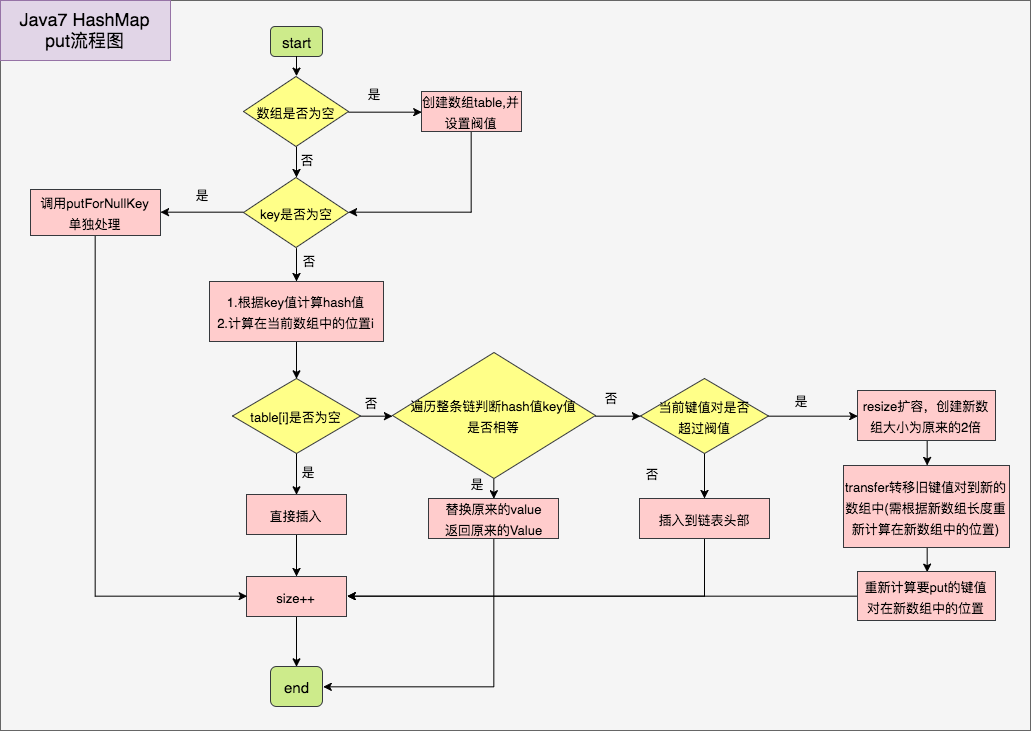 Java7 HashMap
put流程图
start
数组是否为空
是
创建数组table,并
设置阀值
否
key是否为空
是
调用putForNullKey
单独处理
否
1.根据key值计算hash值
2.计算在当前数组中的位置i
table[i]是否为空
否
遍历整条链判断hash值key值
是否相等
否
当前键值对是否
超过阀值
是
resize扩容，创建新数
组大小为原来的2倍
是
直接插入
是
替换原来的value
返回原来的Value
否
插入到链表头部
transfer转移旧键值对到新的
数组中(需根据新数组长度重
新计算在新数组中的位置)
重新计算要put的键值
对在新数组中的位置
size++
end